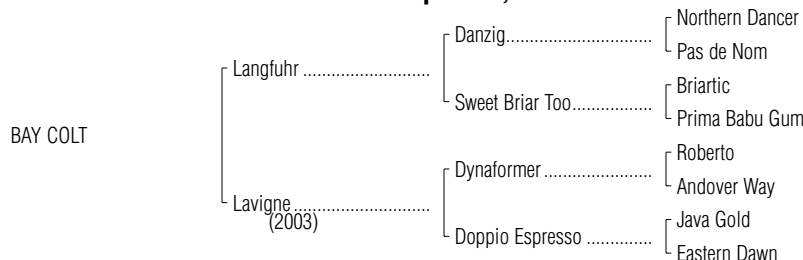 Northern Dancer
Danzig................................
Pas de Nom
Langfuhr ............................
Briartic
Sweet Briar Too...................
Prima Babu Gum
BAY COLT
Roberto
Dynaformer ........................
Andover Way
Lavigne ..............................
(2003)
Java Gold
Doppio Espresso ................
Eastern Dawn